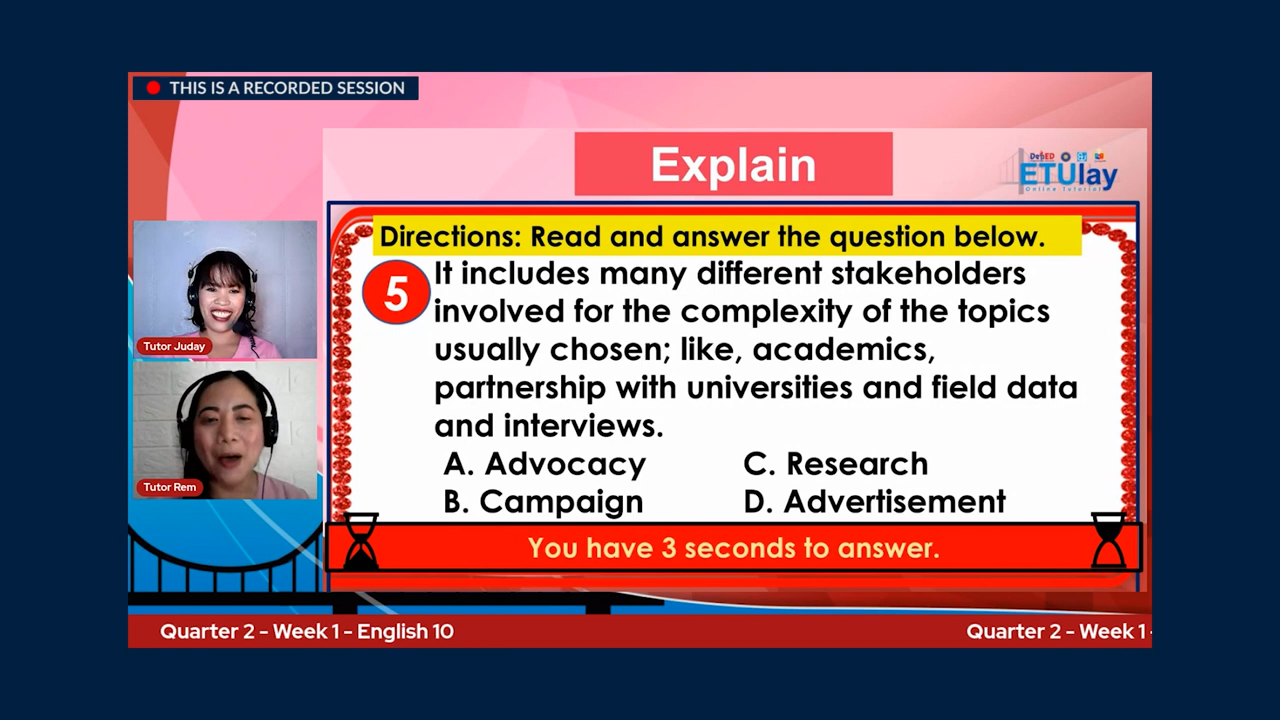 THIS IS A RECORDED SESSION
Explain
DepED
ETUlay
Online Tutorial
Directions: Read and answer the question below.
5
It includes many different stakeholders
involved for the complexity of the topics
usually chosen; like, academics,
partnership with universities and field data
and interviews.
A. Advocacy
C. Research
B. Campaign
D. Advertisement
You have 3 seconds to answer.
Tutor Juday
Tutor Rem
Quarter 2 - Week 1 - English 10
Quarter 2 - Week 1 -